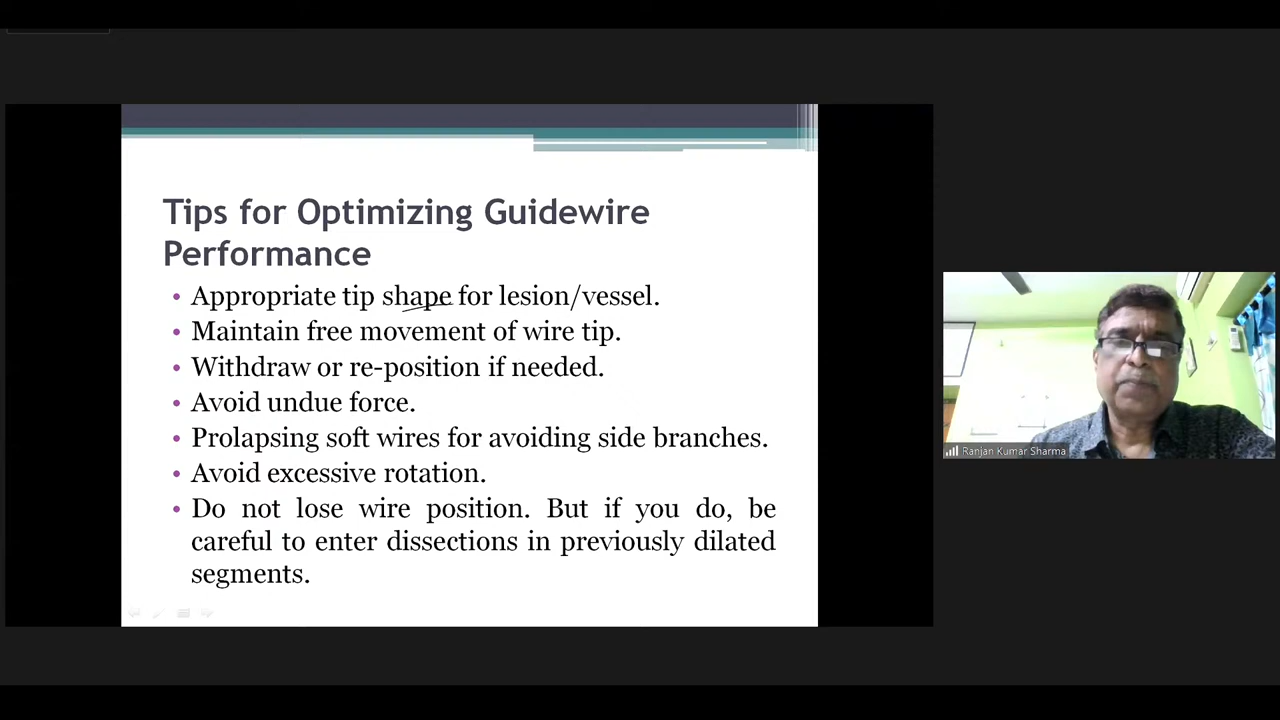 Tips for Optimizing Guidewire
Performance
• Appropriate tip shape for lesion/vessel.
• Maintain free movement of wire tip.
• Withdraw or re-position if needed.
• Avoid undue force.
• Prolapsing soft wires for avoiding side branches.
• Avoid excessive rotation.
• Do not lose wire position. But if you do, be
careful to enter dissections in previously dilated
segments.
Ranjan Kumar Sharma